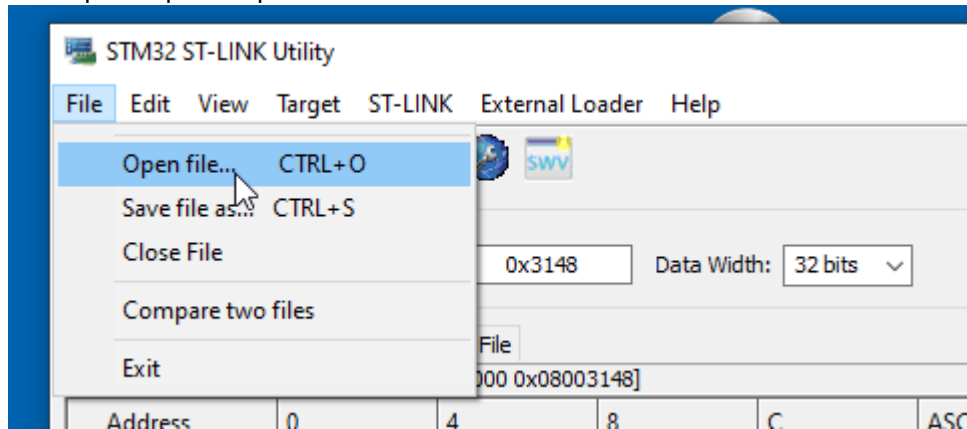 STM32 ST-LINK Utility
File Edit View Target ST-LINK External Loader Help
SWV
Open file... CTRL+O
Save file as... CTRL+S
Close File
0x3148 Data Width: 32 bits
Compare two files
File
Exit
000 0x08003148]
Address 0 4 8 C ASC